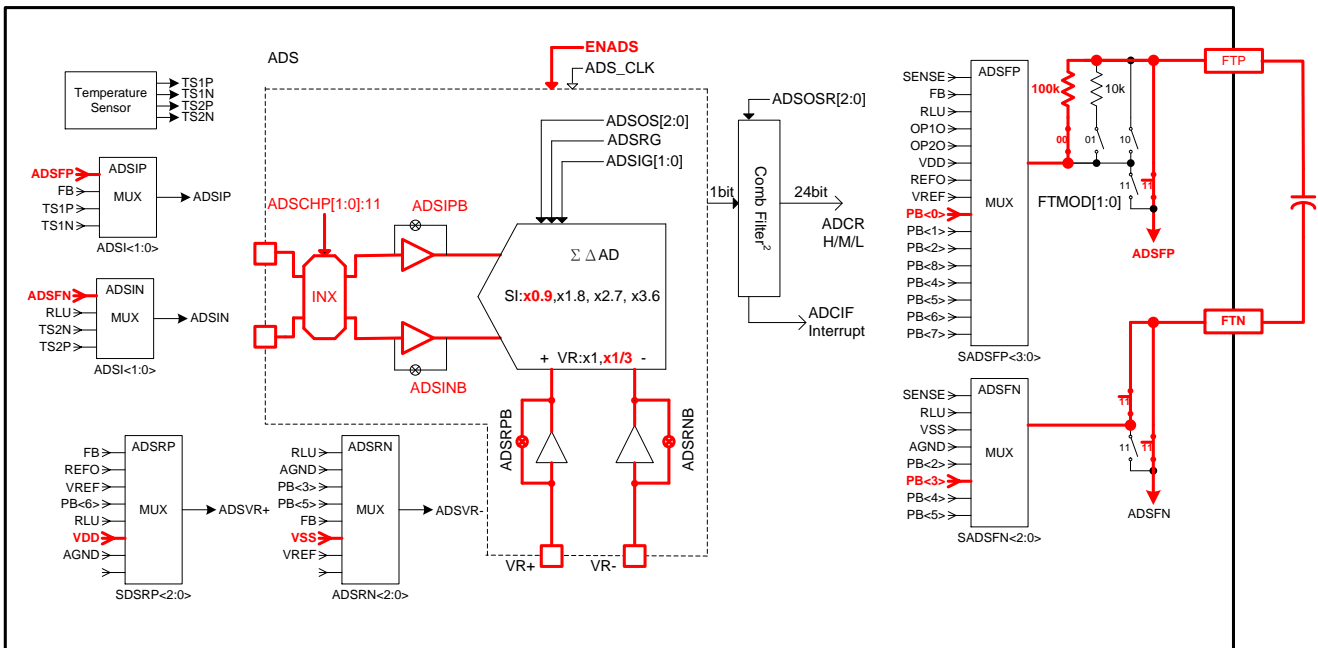 ADS
ENADS
ADS_CLK
Temperature
Sensor
TS1P
TS1N
TS2P
TS2N
ADSOS[2:0]
ADSRG
ADSIG[1:0]
ADSOSR[2:0]
ADSFP
FB
TS1P
TS1N
ADSIP
MUX
ADSIP
ADSI<1:0>
ADSFN
RLU
TS2N
TS2P
ADSIN
MUX
ADSIN
ADSI<1:0>
ADSCHP[1:0]:11
INX
ADSIPB
ADSINB
Σ Δ AD
SI:x0.9,x1.8, x2.7, x3.6
+ VR:x1,x1/3 -
ADSRPB
ADSRNB
VR+
VR-
1bit
Comb Filter²
24bit
ADCR
H/M/L
ADCIF
Interrupt
FB
REFO
VREF
PB<6>
RLU
VDD
AGND
ADSRP
MUX
ADSVR+
SDSRP<2:0>
RLU
AGND
PB<3>
PB<5>
FB
VSS
VREF
ADSRN
MUX
ADSVR-
ADSRN<2:0>
SENSE
FB
RLU
OP1O
OP2O
VDD
REFO
VREF
PB<0>
PB<1>
PB<2>
PB<8>
PB<4>
PB<5>
PB<6>
PB<7>
ADSFP
MUX
SADSFP<3:0>
100k
10k
00
01
10
11
11
FTMOD[1:0]
ADSFP
FTP
FTN
SENSE
RLU
VSS
AGND
PB<2>
PB<3>
PB<4>
PB<5>
ADSFN
MUX
SADSFN<2:0>
11
11
11
ADSFN